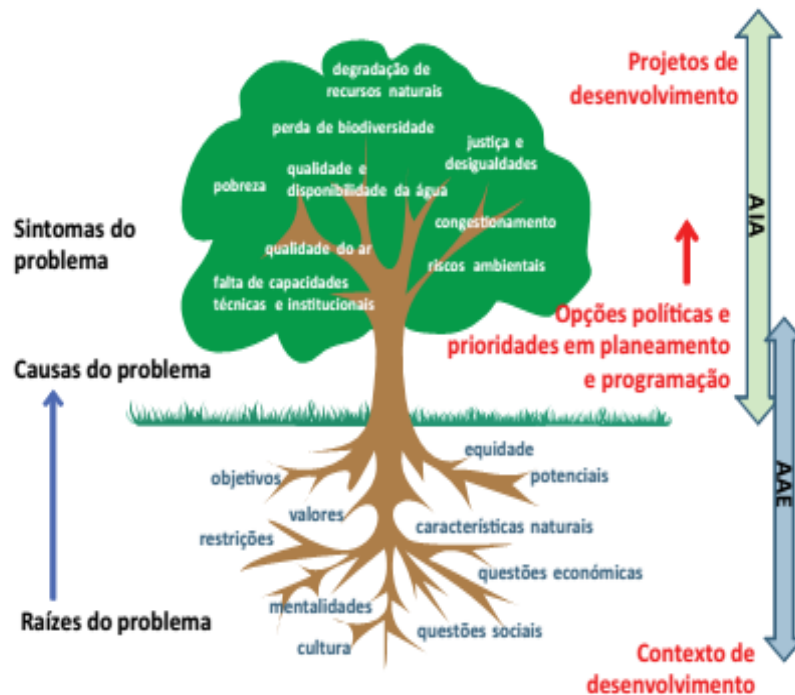 degradação de
recursos naturais
perda de biodiversidade
justiça e
desigualdades
qualidade e
disponibilidade da água
pobreza
congestionamento
qualidade do ar
riscos ambientais
falta de capacidades
técnicas e institucionais
Sintomas do
problema
Causas do problema
Raízes do problema
equidade
objetivos
potenciais
valores
características naturais
restrições
questões económicas
mentalidades
questões sociais
cultura
Projetos de
desenvolvimento
Opções políticas e
prioridades em planeamento
e programação
Contexto de
desenvolvimento
AIA
AAE